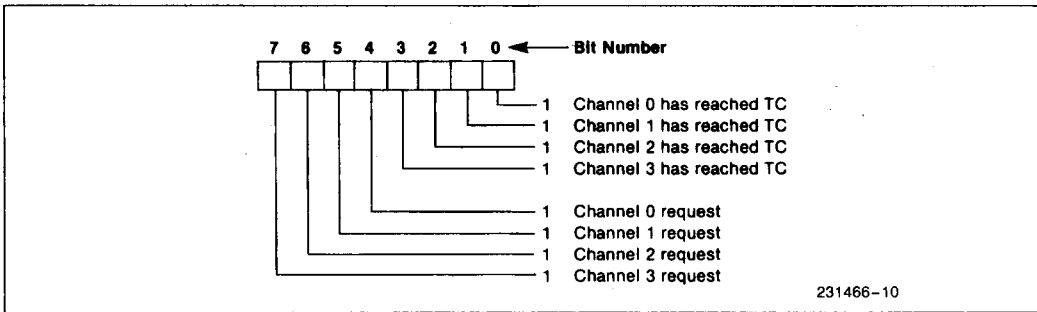 7 6 5 4 3 2 1 0 Bit Number
1 Channel 0 has reached TC
1 Channel 1 has reached TC
1 Channel 2 has reached TC
1 Channel 3 has reached TC
1 Channel 0 request
1 Channel 1 request
1 Channel 2 request
1 Channel 3 request
231466-10